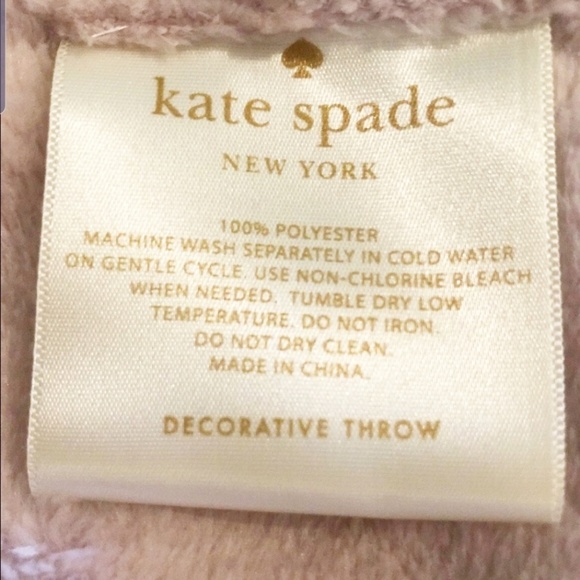 kate spade
NEW YORK
100% POLYESTER
MACHINE WASH SEPARATELY IN COLD WATER
ON GENTLE CYCLE. USE NON-CHLORINE BLEACH
WHEN NEEDED. TUMBLE DRY LOW
TEMPERATURE. DO NOT IRON.
DO NOT DRY CLEAN.
MADE IN CHINA.
DECORATIVE THROW